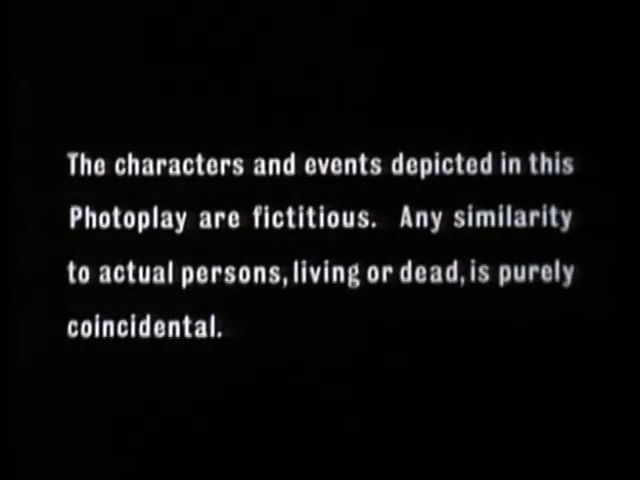 The characters and events depicted in this
Photoplay are fictitious. Any similarity
to actual persons, living or dead, is purely
coincidental.